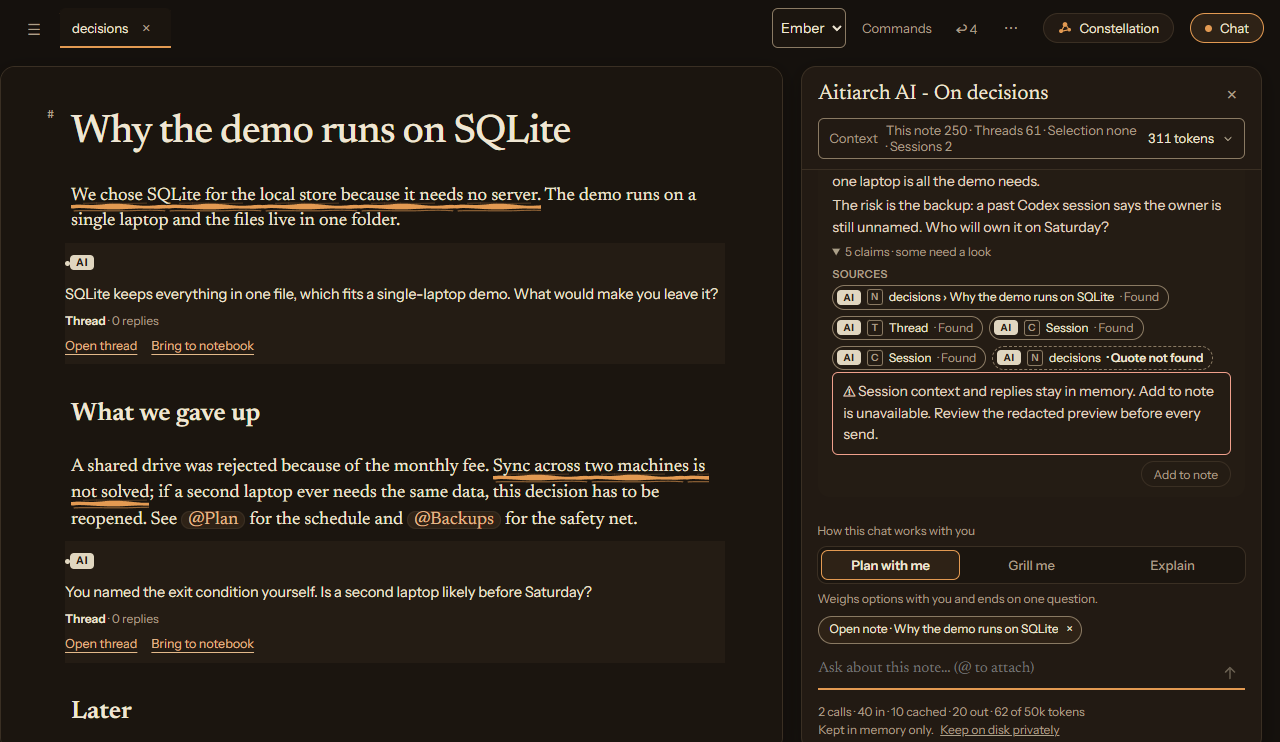 decisions ×
Ember
Commands
4
Constellation
Chat
#
Why the demo runs on SQLite
We chose SQLite for the local store because it needs no server. The demo runs on a
single laptop and the files live in one folder.
AI
SQLite keeps everything in one file, which fits a single-laptop demo. What would make you leave it?
Thread · 0 replies
Open thread Bring to notebook
What we gave up
A shared drive was rejected because of the monthly fee. Sync across two machines is
not solved; if a second laptop ever needs the same data, this decision has to be
reopened. See @Plan for the schedule and @Backups for the safety net.
AI
You named the exit condition yourself. Is a second laptop likely before Saturday?
Thread · 0 replies
Open thread Bring to notebook
Later
Aitiarch AI - On decisions ×
Context This note 250 · Threads 61 · Selection none
· Sessions 2 311 tokens
one laptop is all the demo needs.
The risk is the backup: a past Codex session says the owner is
still unnamed. Who will own it on Saturday?
▼ 5 claims · some need a look
SOURCES
AI N decisions › Why the demo runs on SQLite · Found
AI T Thread · Found AI C Session · Found
AI C Session · Found AI N decisions · Quote not found
⚠ Session context and replies stay in memory. Add to note
is unavailable. Review the redacted preview before every
send.
Add to note
How this chat works with you
Plan with me Grill me Explain
Weighs options with you and ends on one question.
Open note · Why the demo runs on SQLite ×
Ask about this note... (@ to attach)
2 calls · 40 in · 10 cached · 20 out · 62 of 50k tokens
Kept in memory only. Keep on disk privately